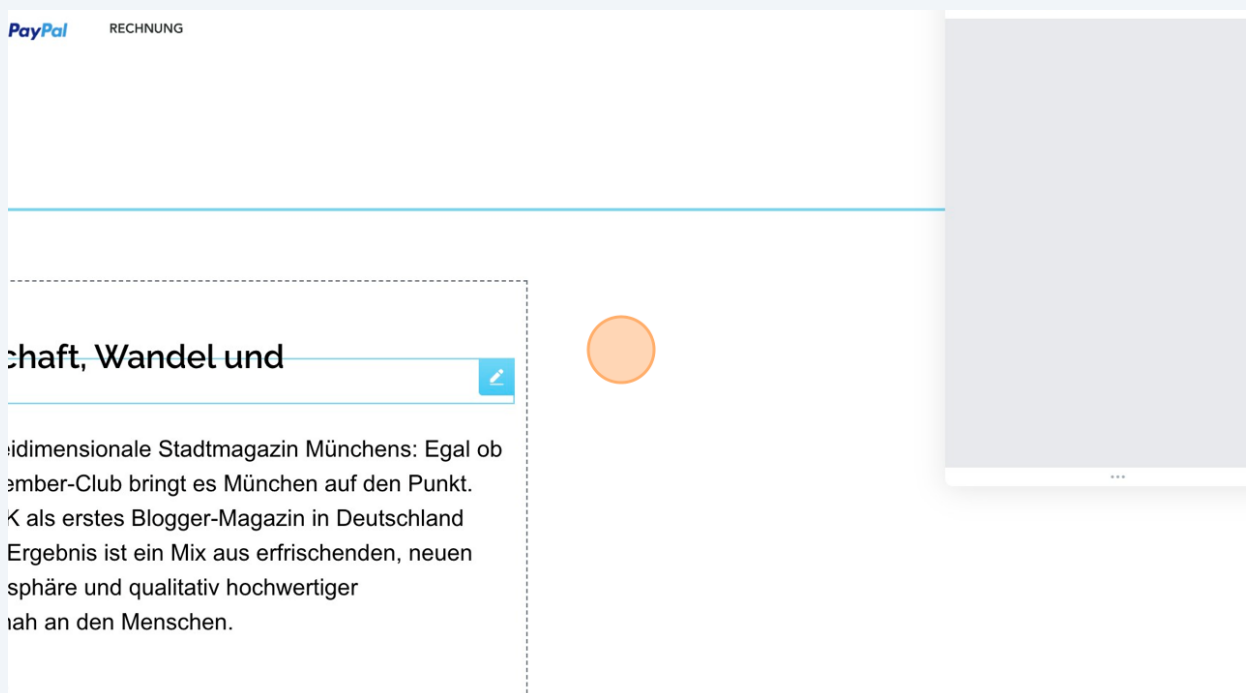 PayPal RECHNUNG
chaft, Wandel und
idimensionale Stadtmagazin Münchens: Egal ob
ember-Club bringt es München auf den Punkt.
K als erstes Blogger-Magazin in Deutschland
Ergebnis ist ein Mix aus erfrischenden, neuen
sphäre und qualitativ hochwertiger
nah an den Menschen.